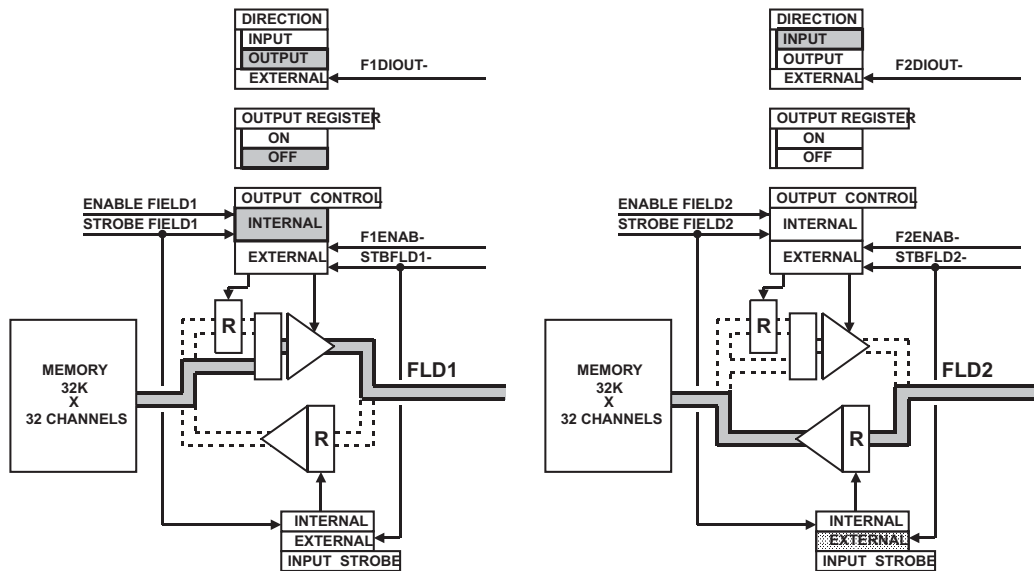 DIRECTION
INPUT
OUTPUT
EXTERNAL
F1DIOUT-
OUTPUT REGISTER
ON
OFF
ENABLE FIELD1
STROBE FIELD1
OUTPUT CONTROL
INTERNAL
EXTERNAL
F1ENAB-
STBFLD1-
R
MEMORY
32K
X
32 CHANNELS
FLD1
R
INTERNAL
EXTERNAL
INPUT STROBE
DIRECTION
INPUT
OUTPUT
EXTERNAL
F2DIOUT-
OUTPUT REGISTER
ON
OFF
ENABLE FIELD2
STROBE FIELD2
OUTPUT CONTROL
INTERNAL
EXTERNAL
F2ENAB-
STBFLD2-
R
MEMORY
32K
X
32 CHANNELS
FLD2
R
INTERNAL
EXTERNAL
INPUT STROBE